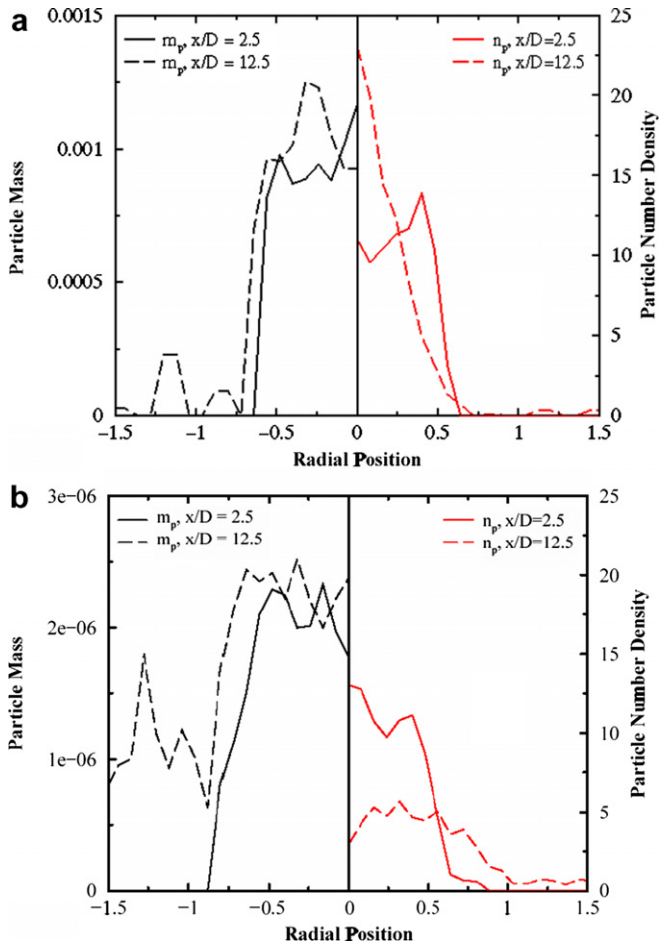 a
0.0015
0.001
0.0005
0
Particle Mass
m_p, x/D = 2.5
m_p, x/D = 12.5
n_p, x/D=2.5
n_p, x/D=12.5
25
20
15
10
5
0
Particle Number Density
−1.5 −1 −0.5 0 0.5 1 1.5
Radial Position
b
3e−06
2e−06
1e−06
0
Particle Mass
m_p, x/D = 2.5
m_p, x/D = 12.5
n_p, x/D=2.5
n_p, x/D=12.5
25
20
15
10
5
0
Particle Number Density
−1.5 −1 −0.5 0 0.5 1 1.5
Radial Position